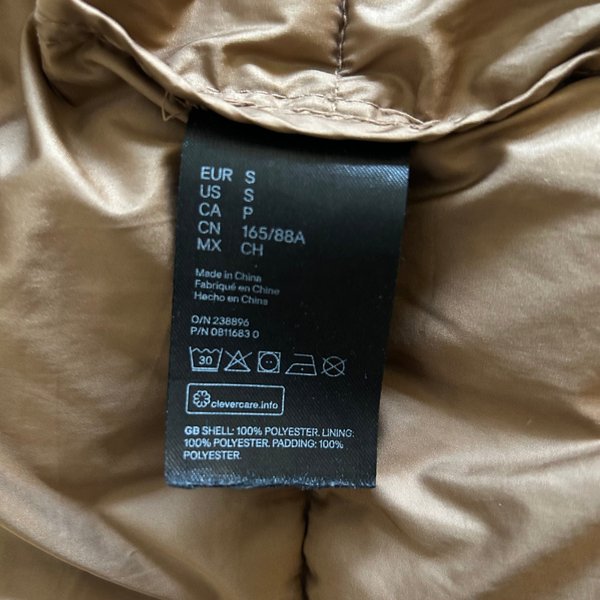 EUR S
US S
CA P
CN 165/88A
MX CH
Made in China
Fabriqué en Chine
Hecho en China
O/N 238896
P/N 0811683 0
30
clevercare.info
GB SHELL: 100% POLYESTER. LINING:
100% POLYESTER. PADDING: 100%
POLYESTER.